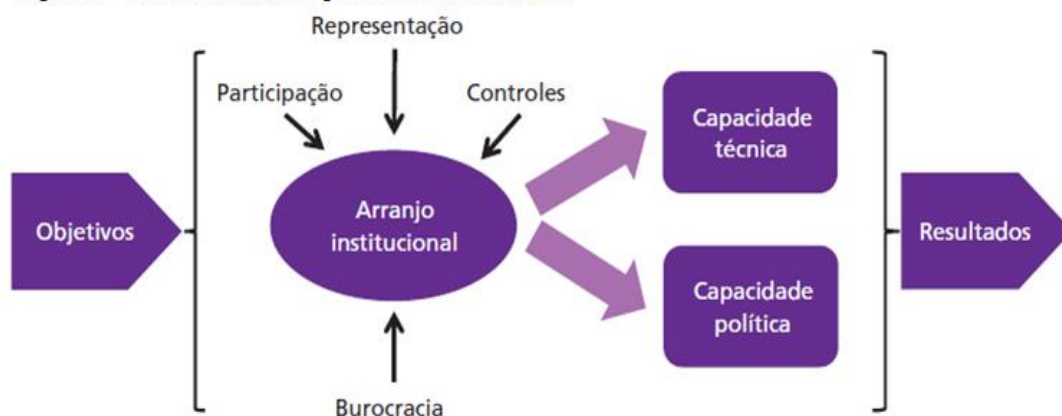 Representação
Participação
Controles
Capacidade
técnica
Objetivos
Arranjo
institucional
Resultados
Capacidade
política
Burocracia